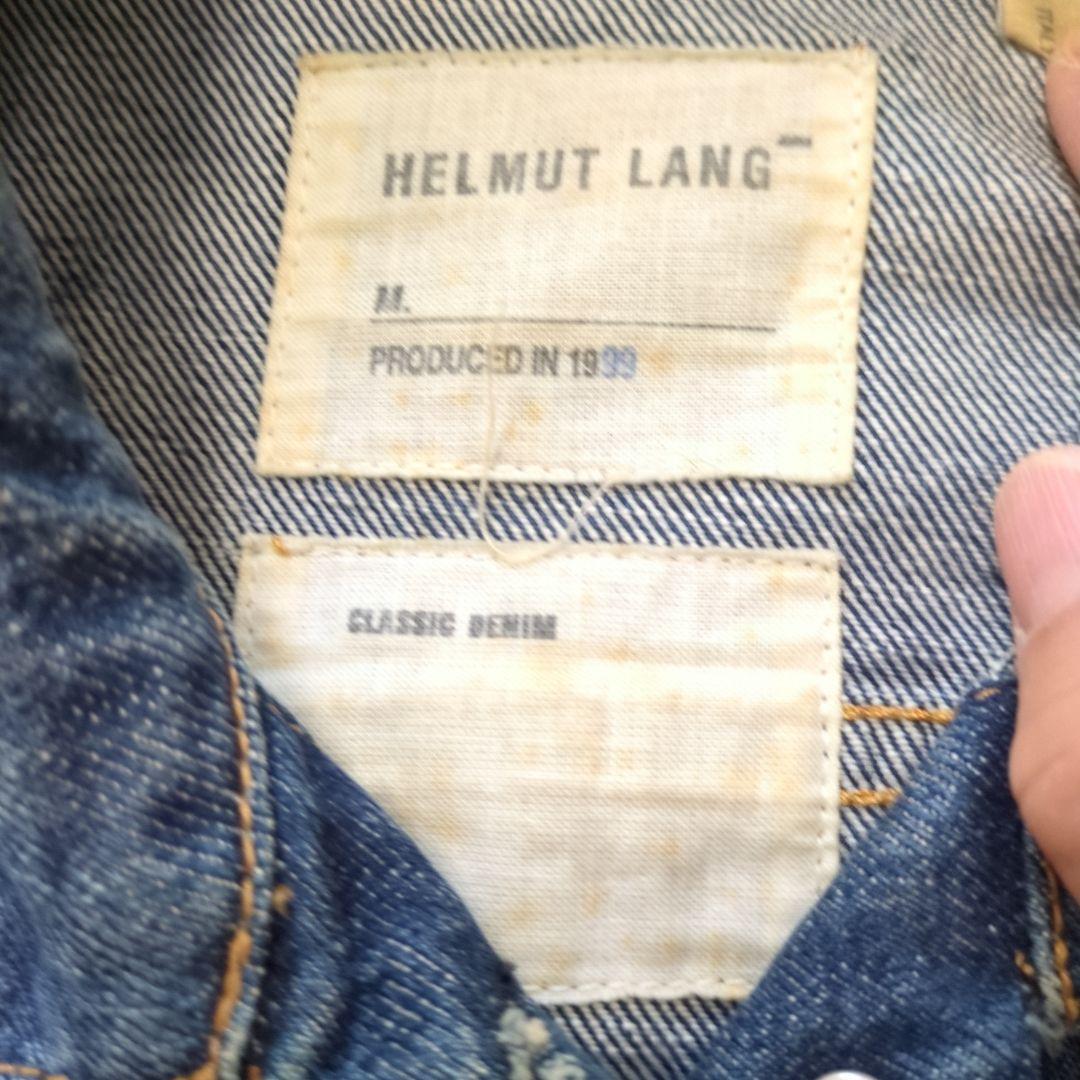 HELMUT LANG
M.
PRODUCED IN 1999
CLASSIC DENIM